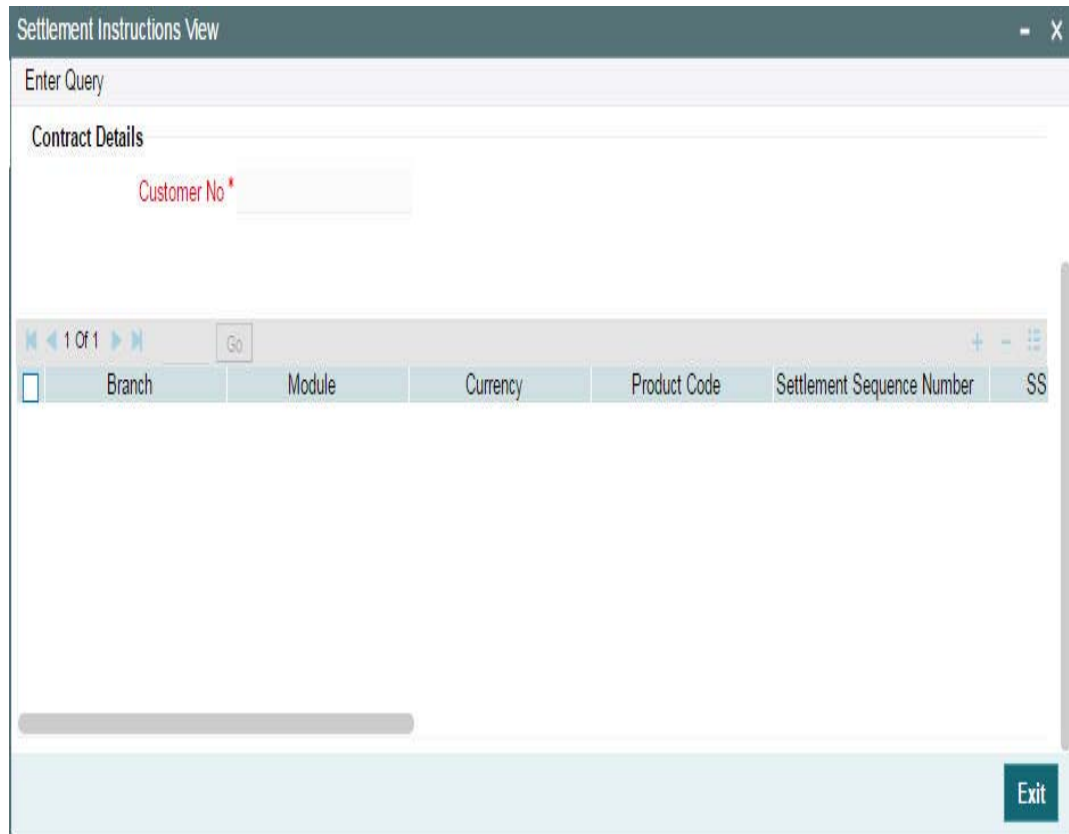 Settlement Instructions View
Enter Query
Contract Details
Customer No *
1 Of 1 Go
Branch Module Currency Product Code Settlement Sequence Number SS
Exit